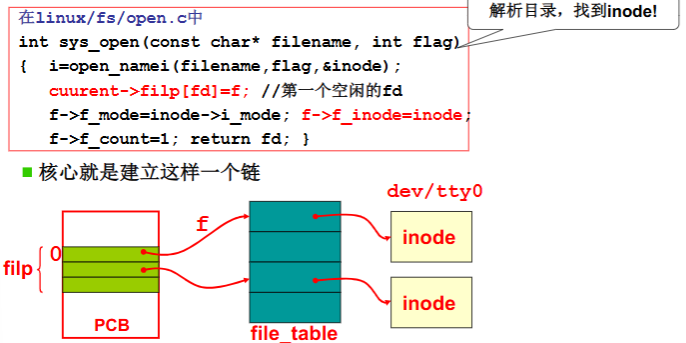 解析目录，找到inode!
在linux/fs/open.c中
int sys_open(const char* filename, int flag)
{ i=open_namei(filename,flag,&inode);
cuurent->filp[fd]=f; //第一个空闲的fd
f->f_mode=inode->i_mode; f->f_inode=inode;
f->f_count=1; return fd; }
核心就是建立这样一个链
dev/tty0
f
inode
0
filp
inode
PCB
file_table